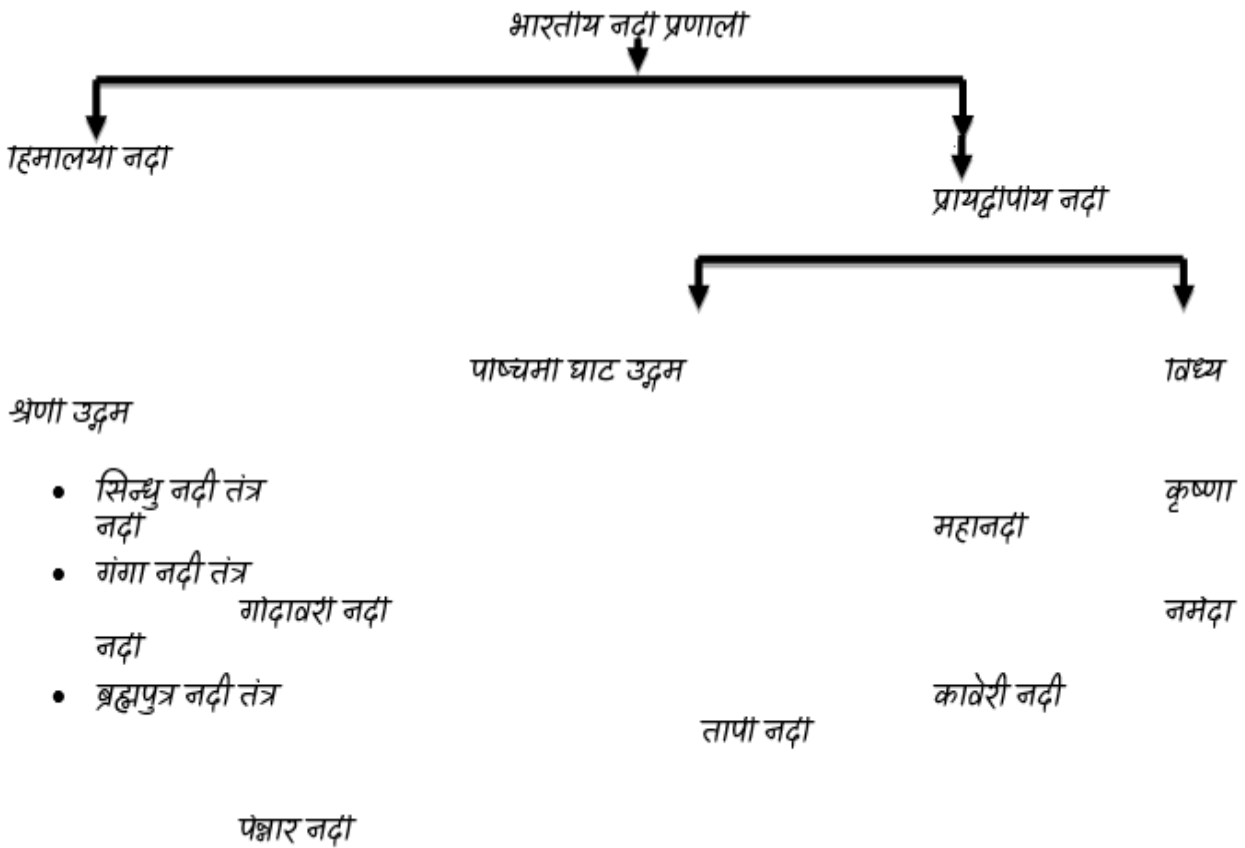 भारतीय नदी प्रणाली
हिमालयी नदी
प्रायद्वीपीय नदी
पष्चिमी घाट उद्गम विंध्य
श्रेणी उद्गम
• सिन्धु नदी तंत्र कृष्णा
नदी महानदी
• गंगा नदी तंत्र
गोदावरी नदी नर्मदा
नदी
• ब्रह्मपुत्र नदी तंत्र कावेरी नदी
तापी नदी
पेन्नार नदी